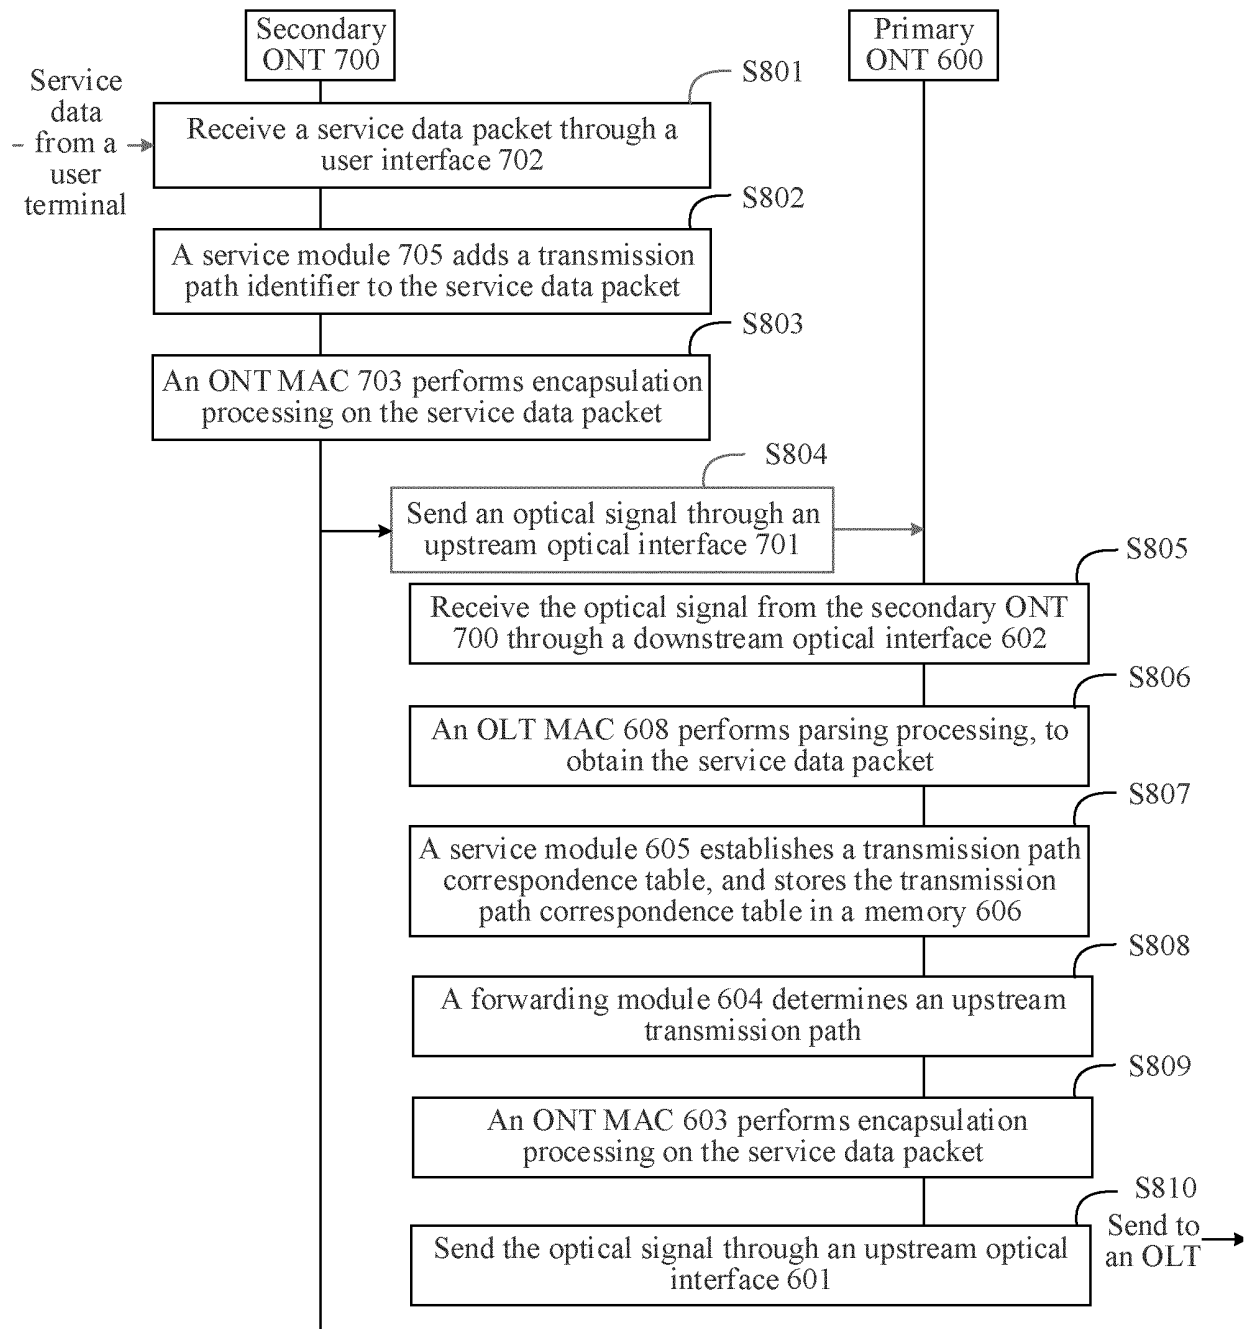 Secondary
ONT 700
Primary
ONT 600
Service
data
from a
user
terminal
S801
Receive a service data packet through a
user interface 702
S802
A service module 705 adds a transmission
path identifier to the service data packet
S803
An ONT MAC 703 performs encapsulation
processing on the service data packet
S804
Send an optical signal through an
upstream optical interface 701
S805
Receive the optical signal from the secondary ONT
700 through a downstream optical interface 602
S806
An OLT MAC 608 performs parsing processing, to
obtain the service data packet
S807
A service module 605 establishes a transmission path
correspondence table, and stores the transmission
path correspondence table in a memory 606
S808
A forwarding module 604 determines an upstream
transmission path
S809
An ONT MAC 603 performs encapsulation
processing on the service data packet
S810
Send the optical signal through an upstream optical
interface 601
Send to
an OLT